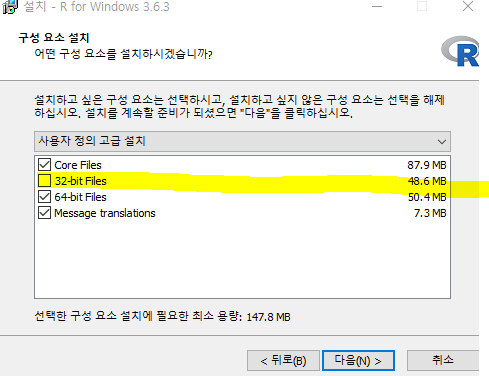 설치 - R for Windows 3.6.3
구성 요소 설치
어떤 구성 요소를 설치하시겠습니까?
R
설치하고 싶은 구성 요소는 선택하시고, 설치하고 싶지 않은 구성 요소는 선택을 해제
하십시오. 설치를 계속할 준비가 되셨으면 "다음"을 클릭하십시오.
사용자 정의 고급 설치
Core Files 87.9 MB
32-bit Files 48.6 MB
64-bit Files 50.4 MB
Message translations 7.3 MB
선택한 구성 요소 설치에 필요한 최소 용량: 147.8 MB
< 뒤로(B) 다음(N) > 취소